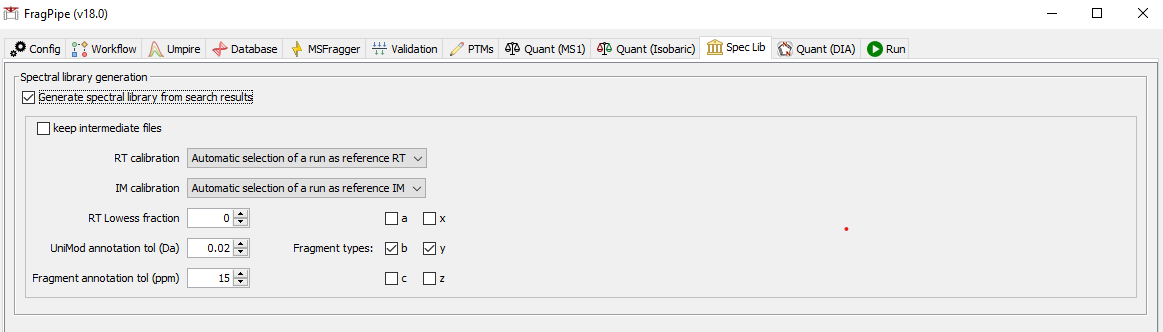 FragPipe (v18.0)
Config Workflow Umpire Database MSFragger Validation PTMs Quant (MS1) Quant (Isobaric) Spec Lib Quant (DIA) Run
Spectral library generation
Generate spectral library from search results
keep intermediate files
RT calibration Automatic selection of a run as reference RT
IM calibration Automatic selection of a run as reference IM
RT Lowess fraction 0 a x
UniMod annotation tol (Da) 0.02 Fragment types: b y
Fragment annotation tol (ppm) 15 c z